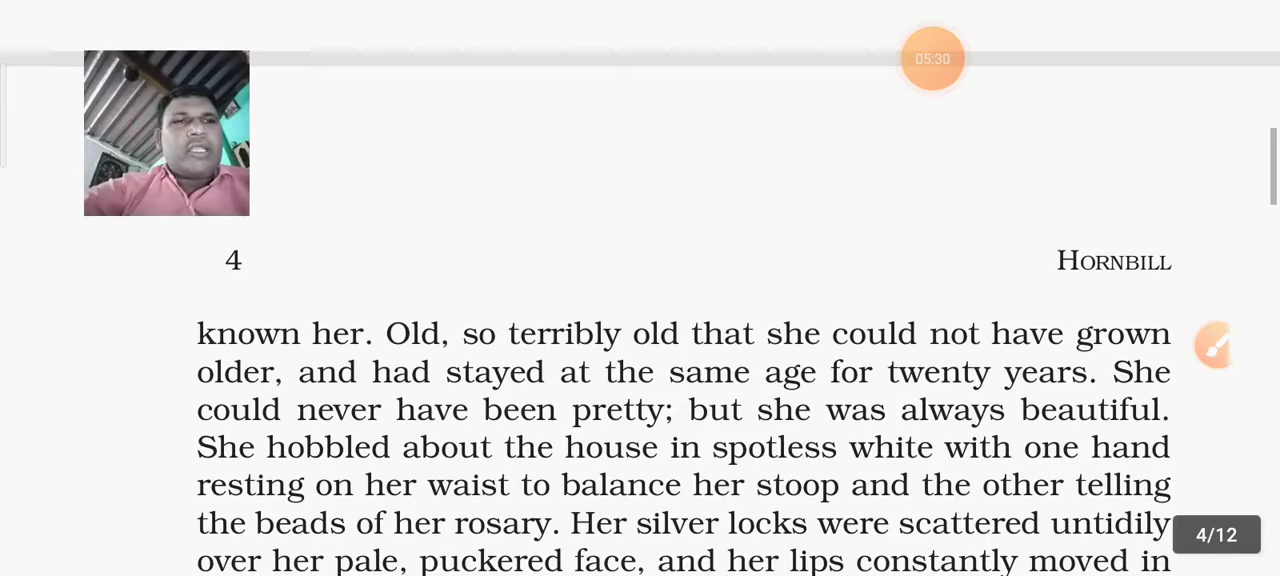 05:30
4 HORNBILL
known her. Old, so terribly old that she could not have grown
older, and had stayed at the same age for twenty years. She
could never have been pretty; but she was always beautiful.
She hobbled about the house in spotless white with one hand
resting on her waist to balance her stoop and the other telling
the beads of her rosary. Her silver locks were scattered untidily
4/12
over her pale, puckered face, and her lips constantly moved in